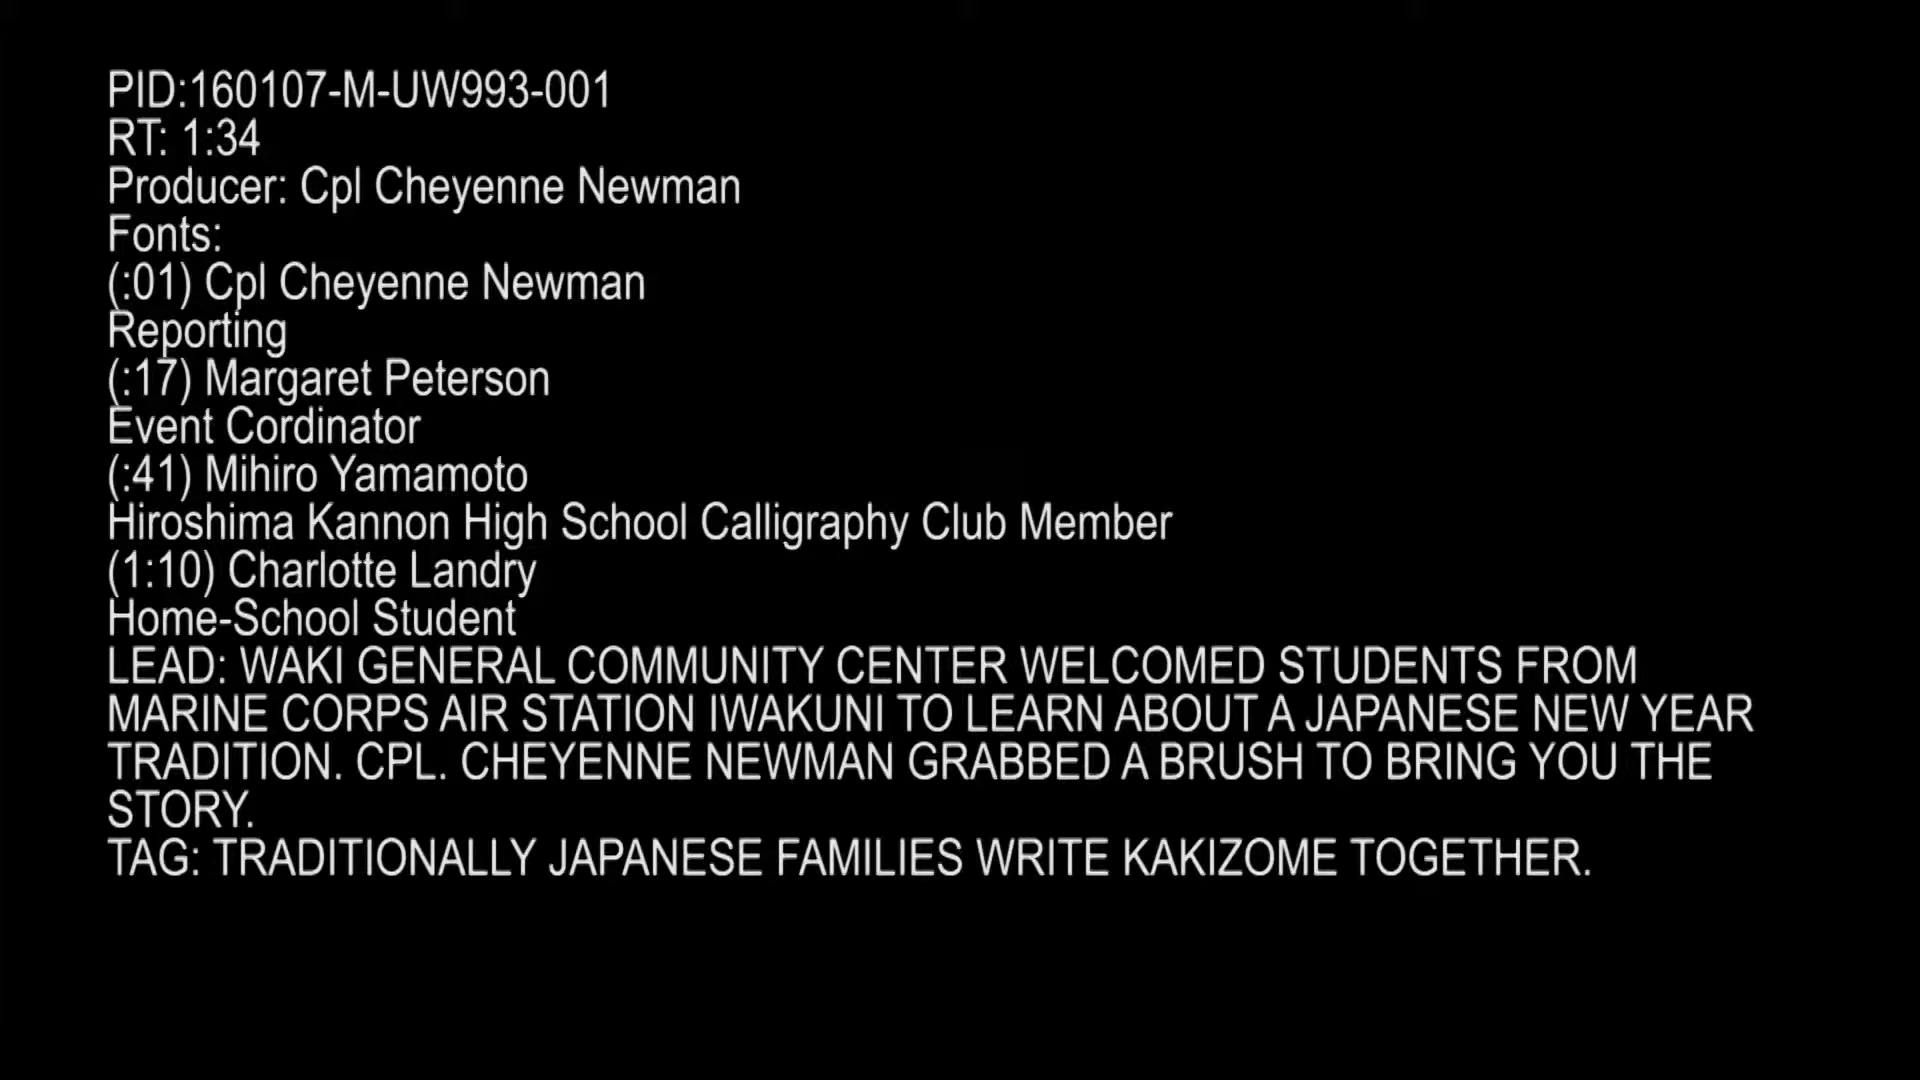 PID:160107-M-UW993-001
RT: 1:34
Producer: Cpl Cheyenne Newman
Fonts:
(:01) Cpl Cheyenne Newman
Reporting
(:17) Margaret Peterson
Event Cordinator
(:41) Mihiro Yamamoto
Hiroshima Kannon High School Calligraphy Club Member
(1:10) Charlotte Landry
Home-School Student
LEAD: WAKI GENERAL COMMUNITY CENTER WELCOMED STUDENTS FROM
MARINE CORPS AIR STATION IWAKUNI TO LEARN ABOUT A JAPANESE NEW YEAR
TRADITION. CPL. CHEYENNE NEWMAN GRABBED A BRUSH TO BRING YOU THE
STORY.
TAG: TRADITIONALLY JAPANESE FAMILIES WRITE KAKIZOME TOGETHER.